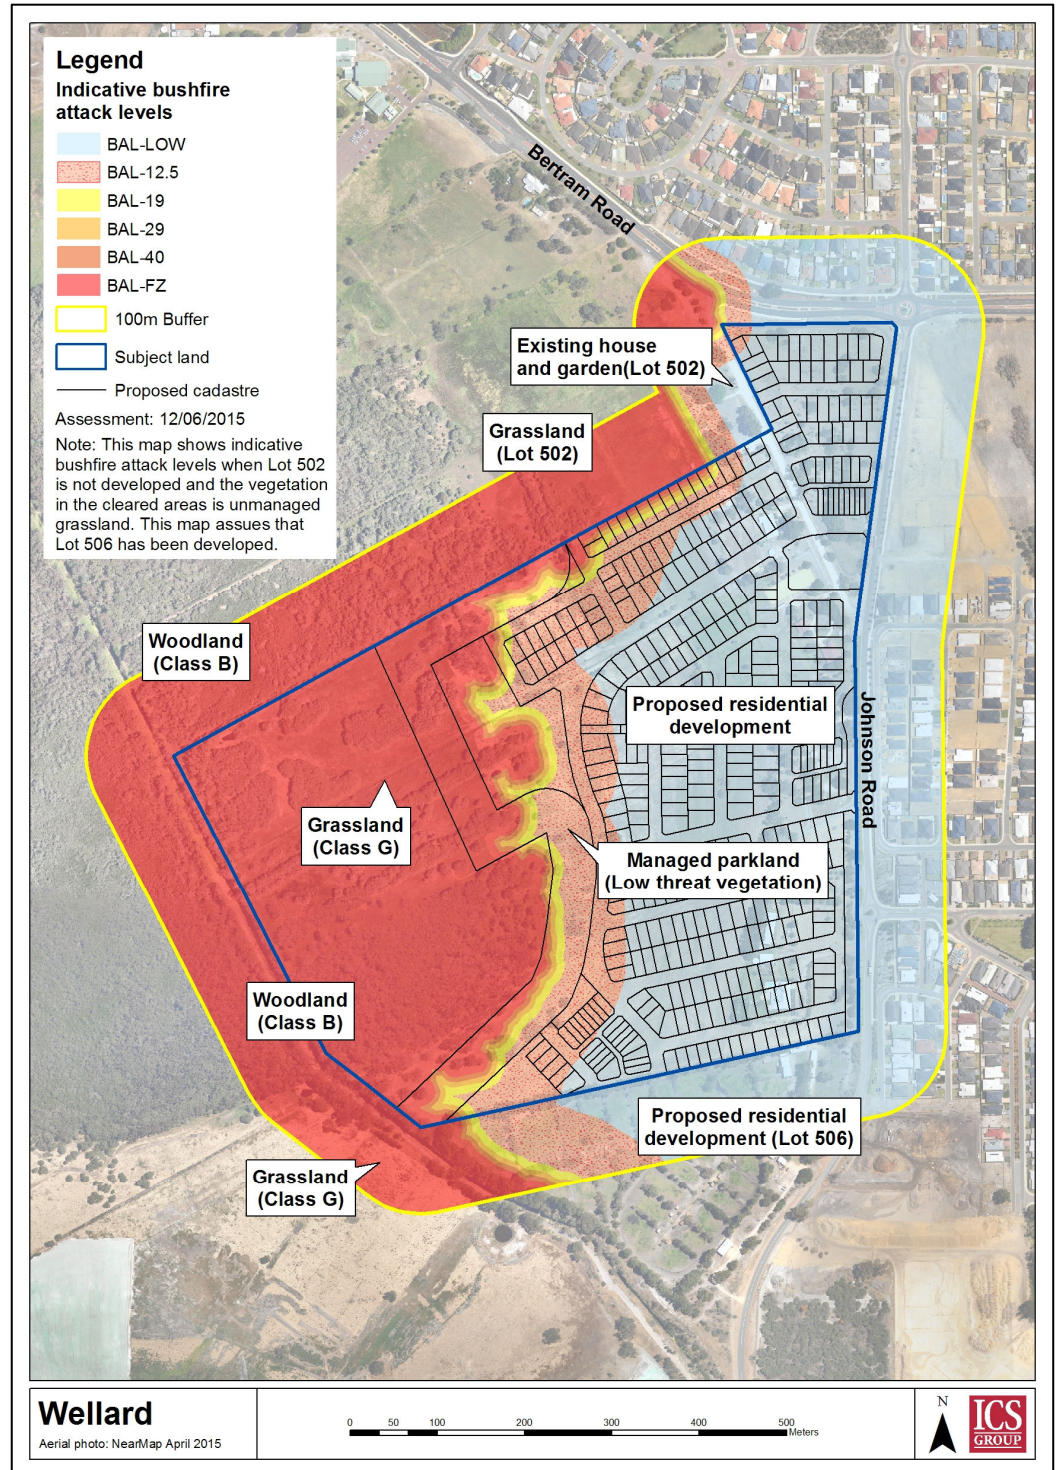 Legend
Indicative bushfire
attack levels
BAL-LOW
BAL-12.5
BAL-19
BAL-29
BAL-40
BAL-FZ
100m Buffer
Subject land
Proposed cadastre
Assessment: 12/06/2015
Note: This map shows indicative
bushfire attack levels when Lot 502
is not developed and the vegetation
in the cleared areas is unmanaged
grassland. This map assues that
Lot 506 has been developed.
Bertram Road
Existing house
and garden(Lot 502)
Grassland
(Lot 502)
Woodland
(Class B)
Proposed residential
development
Johnson Road
Grassland
(Class G)
Managed parkland
(Low threat vegetation)
Woodland
(Class B)
Proposed residential
development (Lot 506)
Grassland
(Class G)
Wellard
Aerial photo: NearMap April 2015
0 50 100 200 300 400 500
Meters
N
ICS
GROUP